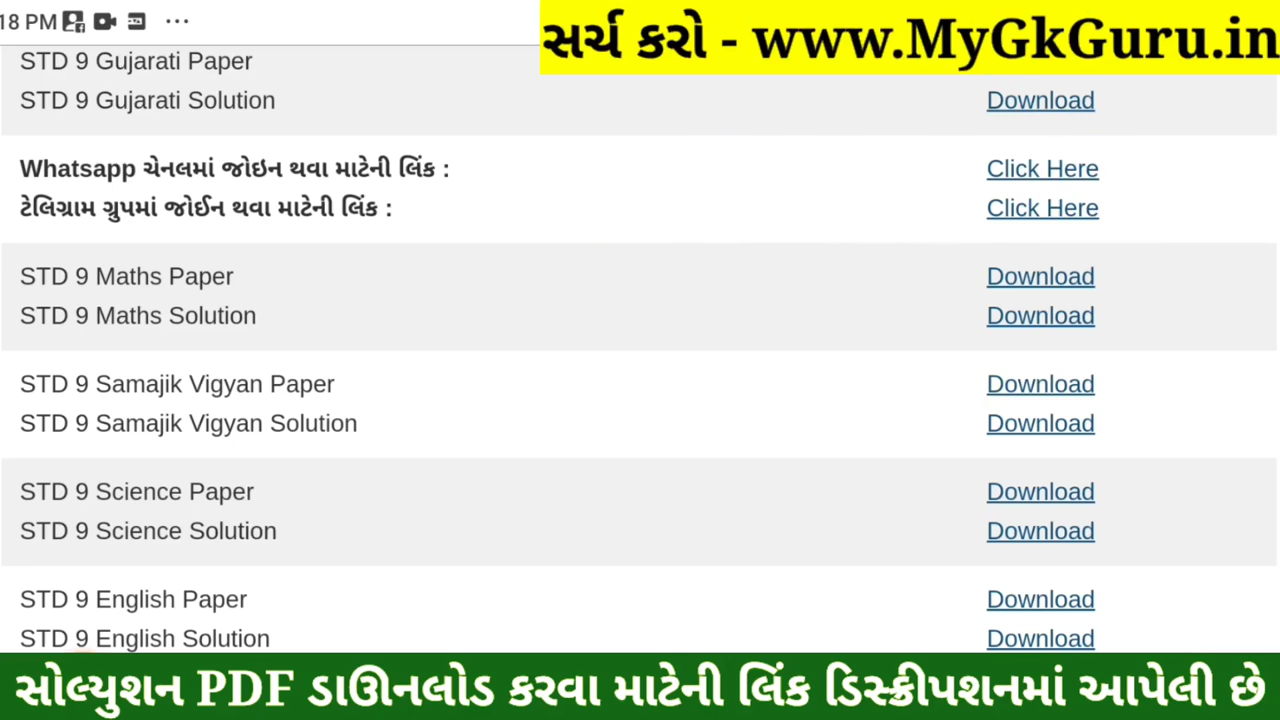 18 PM
સર્ચ કરો - www.MyGkGuru.in
STD 9 Gujarati Paper
STD 9 Gujarati Solution Download
Whatsapp ચેનલમાં જોઇન થવા માટેની લિંક : Click Here
ટેલિગ્રામ ગ્રુપમાં જોઈન થવા માટેની લિંક : Click Here
STD 9 Maths Paper Download
STD 9 Maths Solution Download
STD 9 Samajik Vigyan Paper Download
STD 9 Samajik Vigyan Solution Download
STD 9 Science Paper Download
STD 9 Science Solution Download
STD 9 English Paper Download
STD 9 English Solution Download
સોલ્યુશન PDF ડાઊનલોડ કરવા માટેની લિંક ડિસ્ક્રીપશનમાં આપેલી છે